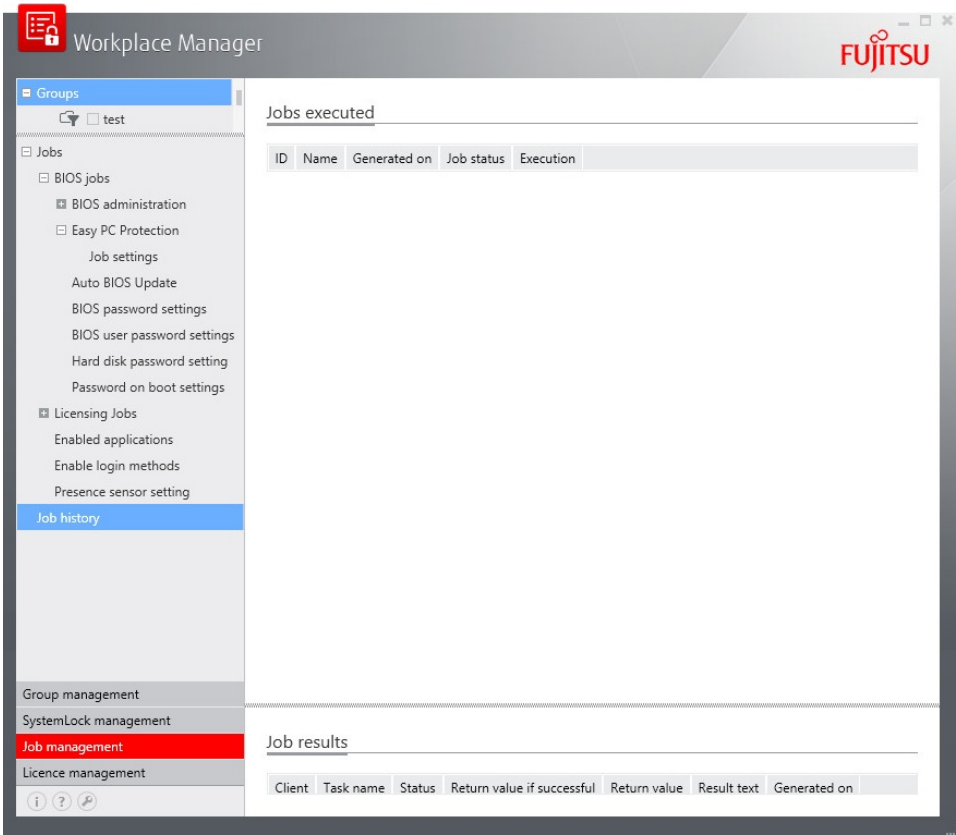 Workplace Manager
FUJITSU
Groups
test
Jobs
BIOS jobs
BIOS administration
Easy PC Protection
Job settings
Auto BIOS Update
BIOS password settings
BIOS user password settings
Hard disk password setting
Password on boot settings
Licensing Jobs
Enabled applications
Enable login methods
Presence sensor setting
Job history
Group management
SystemLock management
Job management
Licence management
Jobs executed
ID Name Generated on Job status Execution
Job results
Client Task name Status Return value if successful Return value Result text Generated on